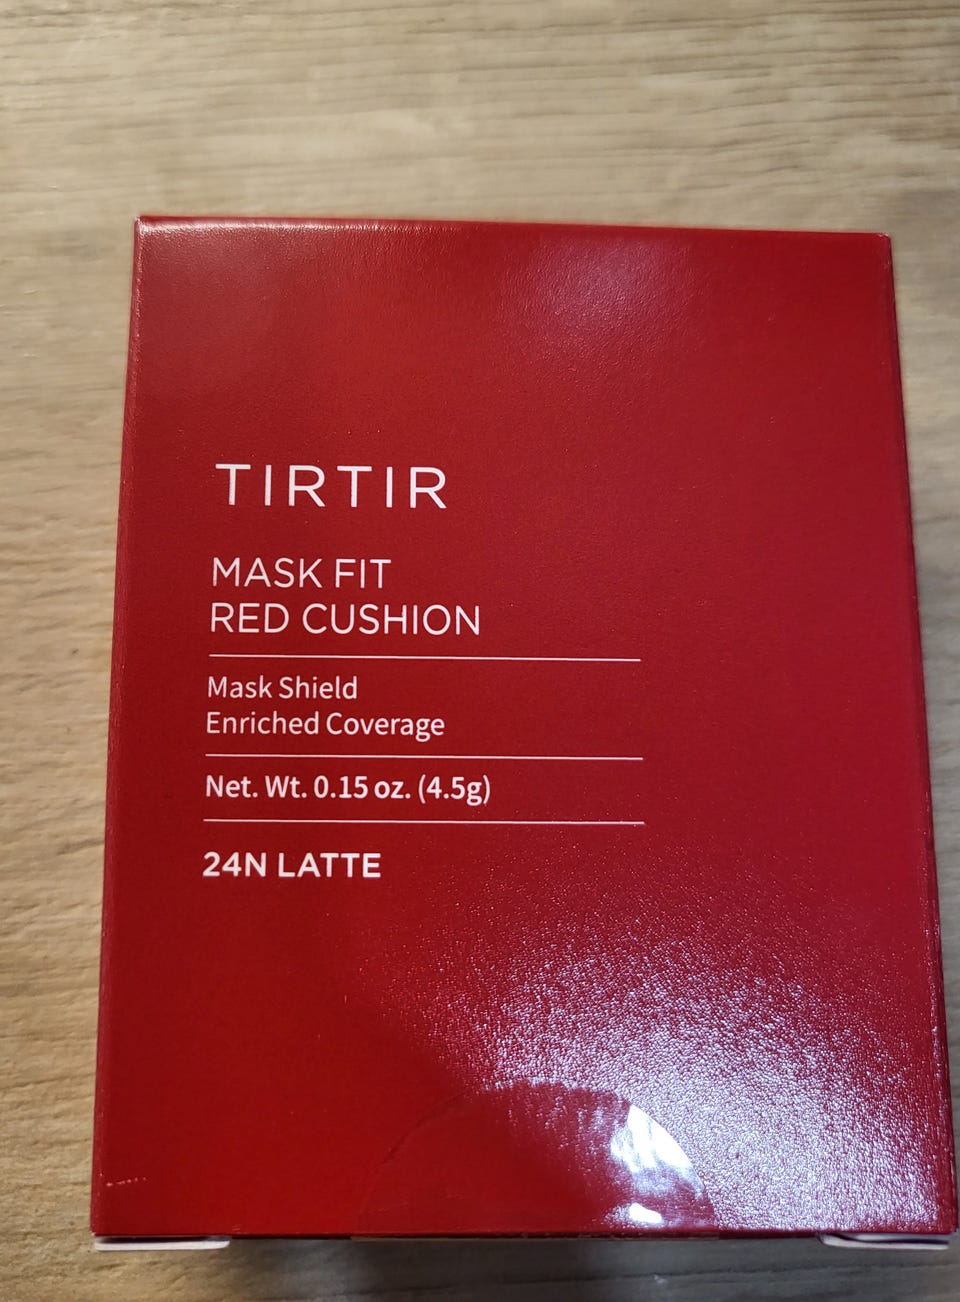 TIRTIR
MASK FIT
RED CUSHION
Mask Shield
Enriched Coverage
Net. Wt. 0.15 oz. (4.5g)
24N LATTE